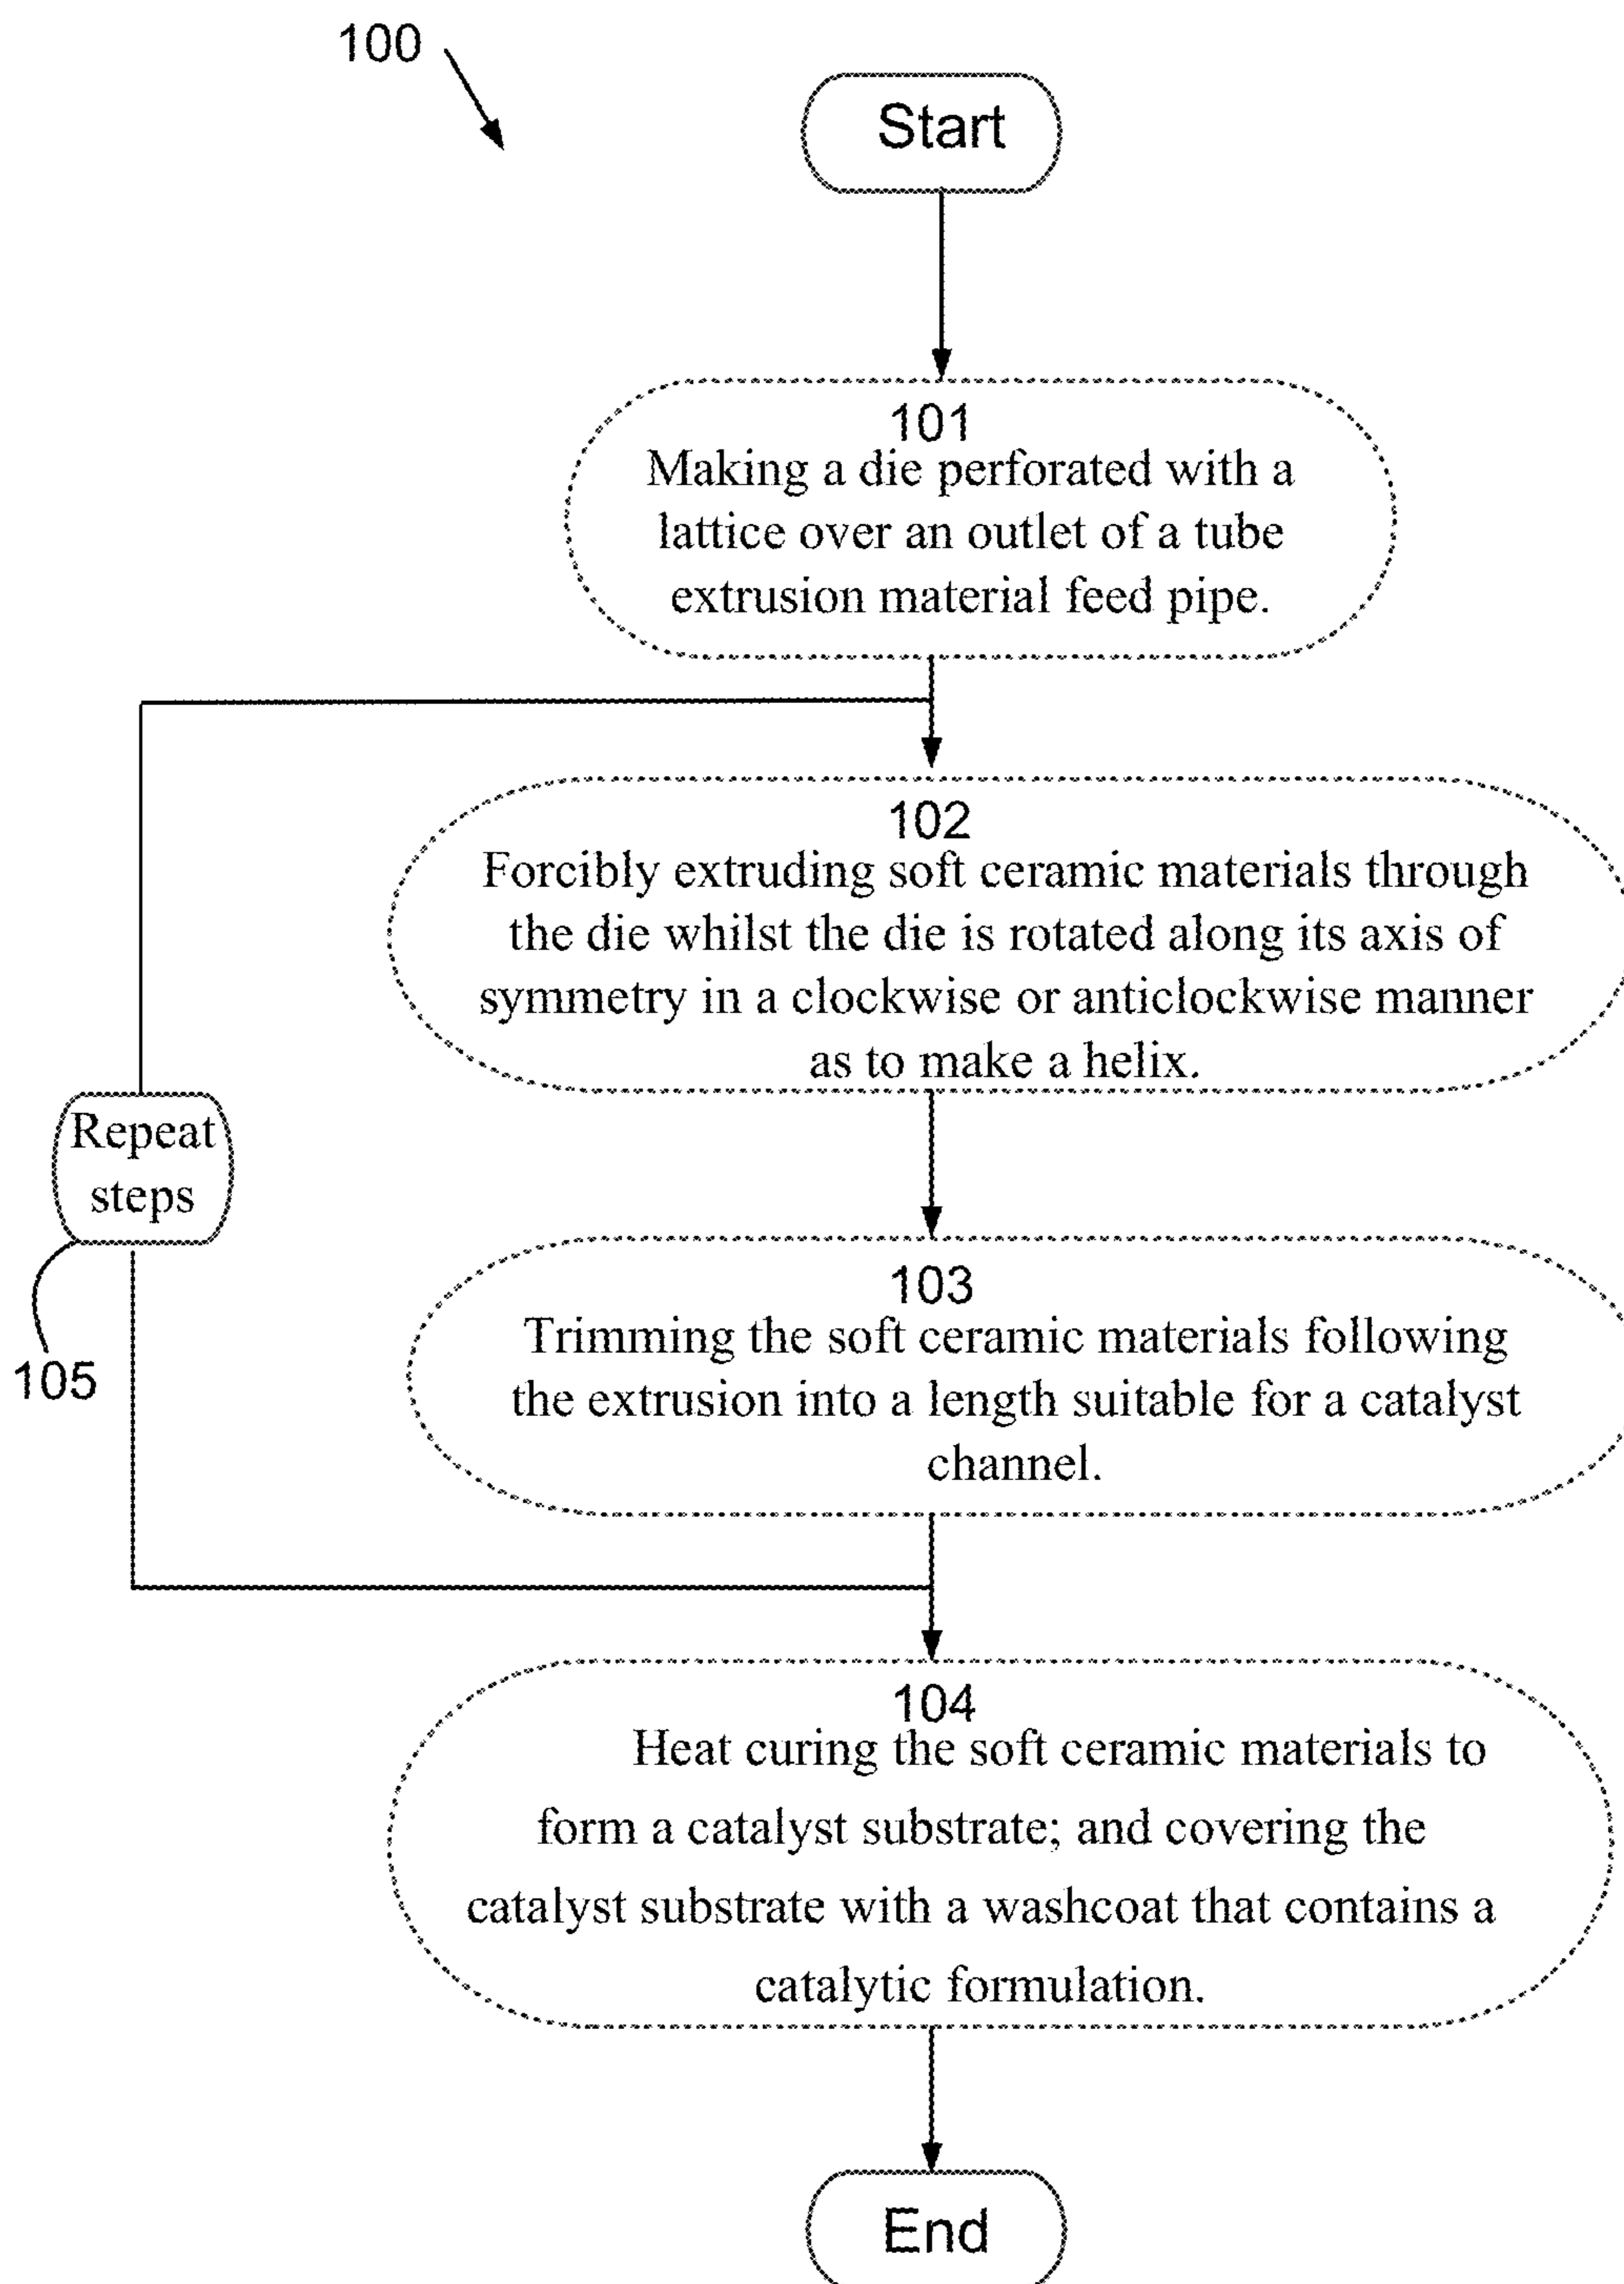 100
Start
101
Making a die perforated with a
lattice over an outlet of a tube
extrusion material feed pipe.
102
Forcibly extruding soft ceramic materials through
the die whilst the die is rotated along its axis of
symmetry in a clockwise or anticlockwise manner
as to make a helix.
Repeat
steps
105
103
Trimming the soft ceramic materials following
the extrusion into a length suitable for a catalyst
channel.
104
Heat curing the soft ceramic materials to
form a catalyst substrate; and covering the
catalyst substrate with a washcoat that contains a
catalytic formulation.
End